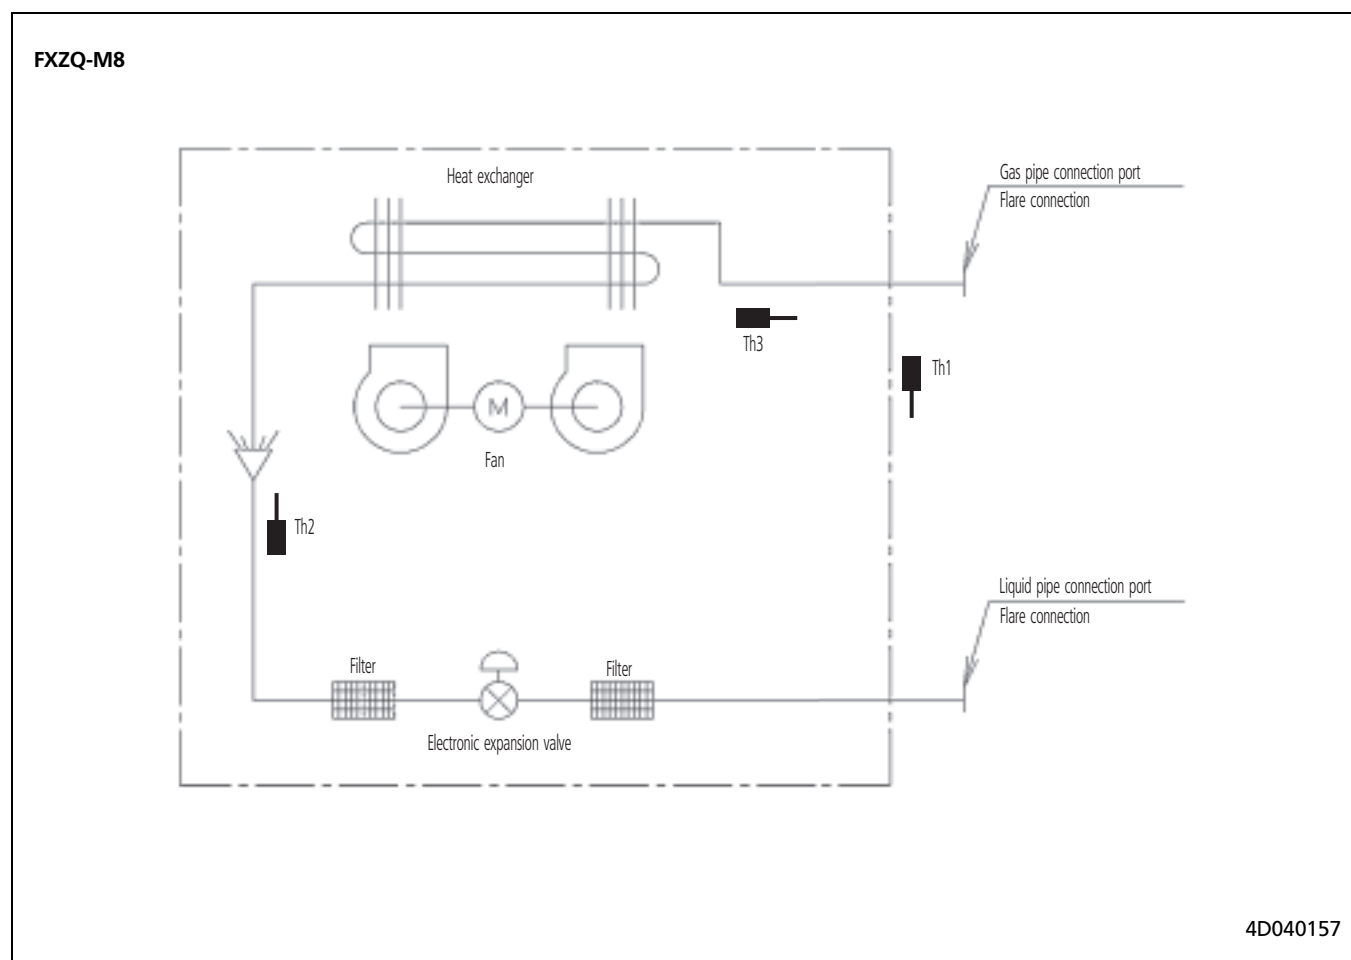 FXZQ-M8
Heat exchanger
Gas pipe connection port
Flare connection
Th3
Th1
M
Fan
Th2
Liquid pipe connection port
Flare connection
Filter
Filter
Electronic expansion valve
4D040157